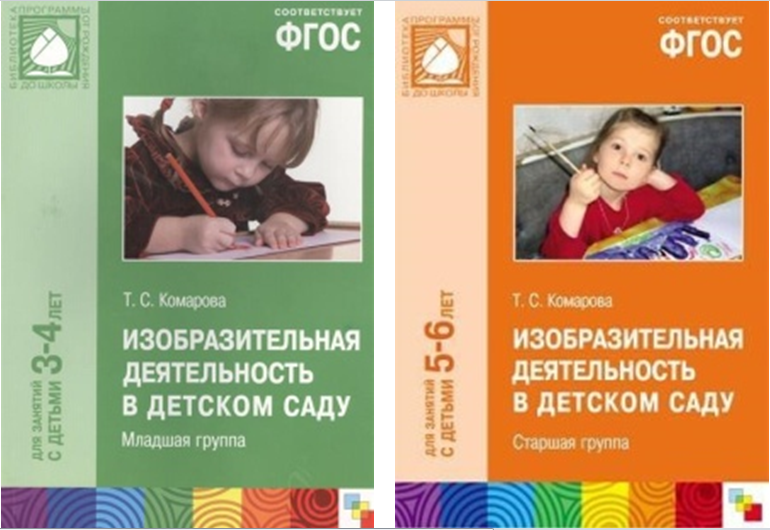 БИБЛИОТЕКА ПРОГРАММЫ
ОТ РОЖДЕНИЯ
ДО ШКОЛЫ
СООТВЕТСТВУЕТ
ФГОС
Т. С. Комарова
ИЗОБРАЗИТЕЛЬНАЯ
ДЕЯТЕЛЬНОСТЬ
В ДЕТСКОМ САДУ
Младшая группа
ДЛЯ ЗАНЯТИЙ
С ДЕТЬМИ 3-4 ЛЕТ
БИБЛИОТЕКА ПРОГРАММЫ
ОТ РОЖДЕНИЯ
ДО ШКОЛЫ
СООТВЕТСТВУЕТ
ФГОС
Т. С. Комарова
ИЗОБРАЗИТЕЛЬНАЯ
ДЕЯТЕЛЬНОСТЬ
В ДЕТСКОМ САДУ
Старшая группа
ДЛЯ ЗАНЯТИЙ
С ДЕТЬМИ 5-6 ЛЕТ